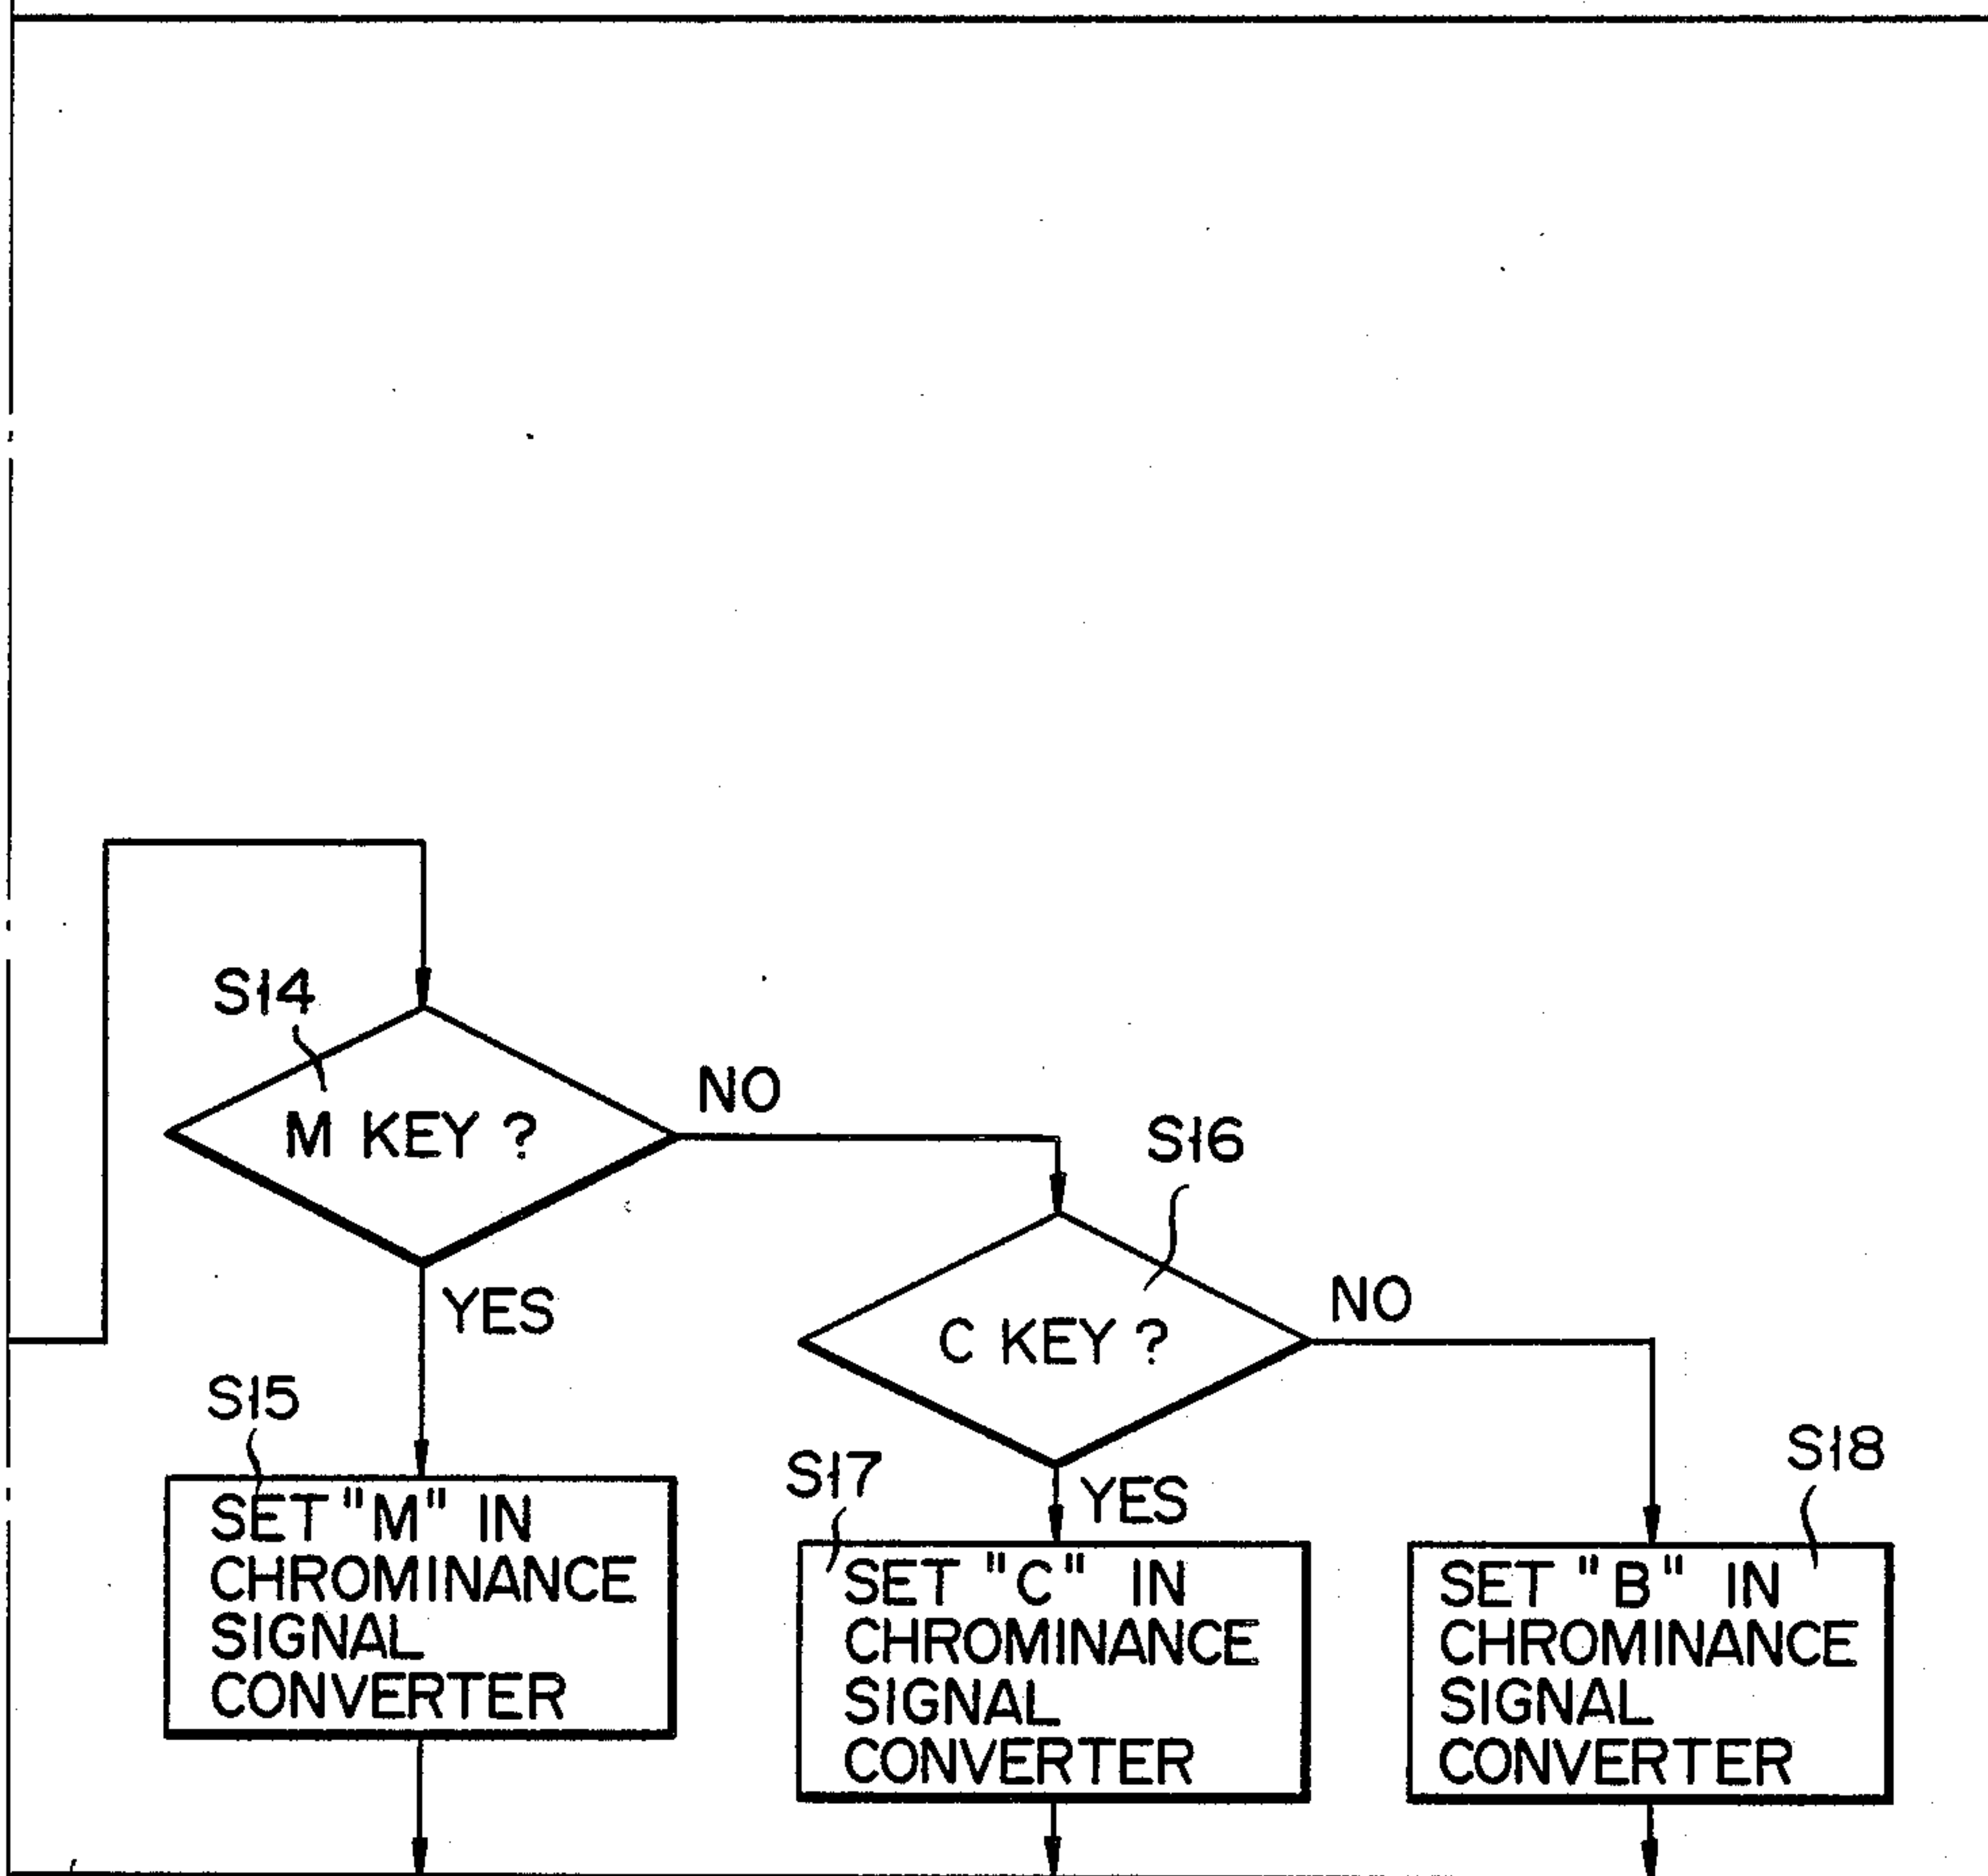 S14
M KEY ?
NO
YES
S16
C KEY ?
NO
YES
S15
SET "M" IN
CHROMINANCE
SIGNAL
CONVERTER
S17
SET "C" IN
CHROMINANCE
SIGNAL
CONVERTER
S18
SET "B" IN
CHROMINANCE
SIGNAL
CONVERTER